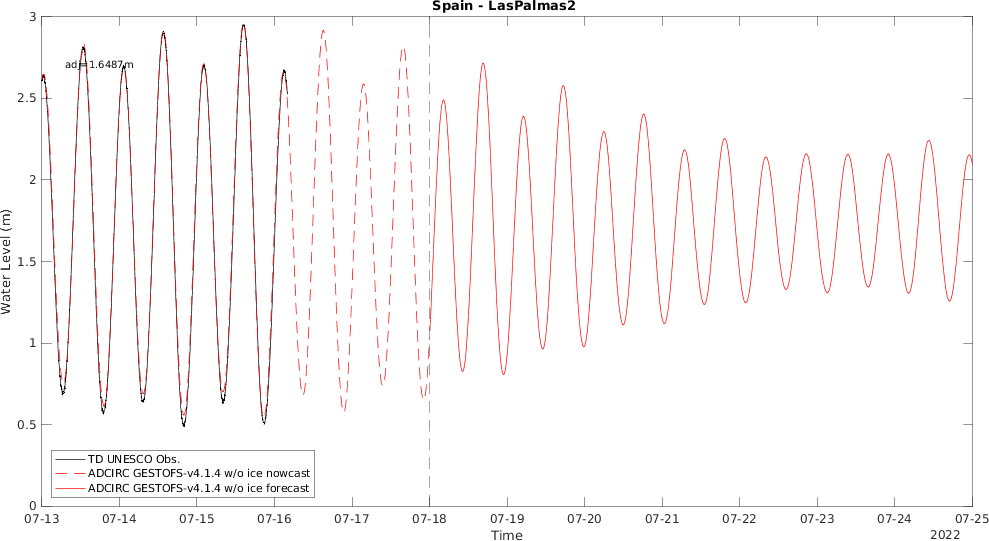 Spain - LasPalmas2
Water Level (m)
3
2.5
2
1.5
1
0.5
0
adj=1.6487m
TD UNESCO Obs.
ADCIRC GESTOFS-v4.1.4 w/o ice nowcast
ADCIRC GESTOFS-v4.1.4 w/o ice forecast
07-13 07-14 07-15 07-16 07-17 07-18 07-19 07-20 07-21 07-22 07-23 07-24 07-25
Time
2022